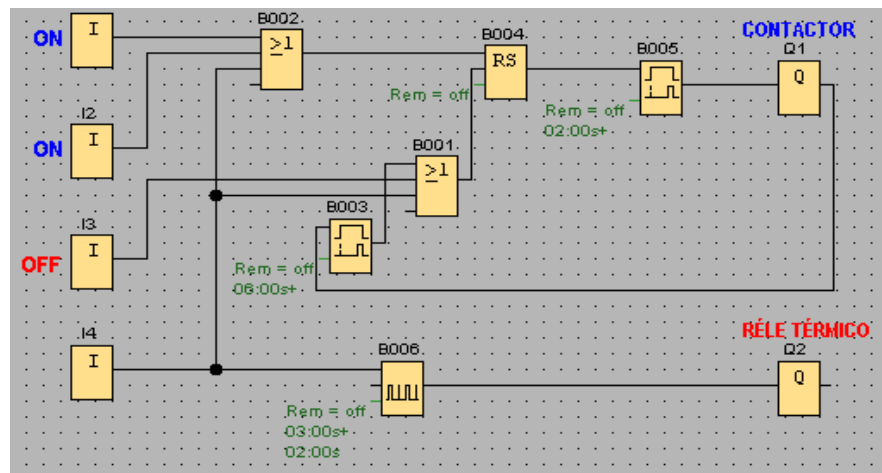 B002
CONTACTOR
ON
I
≥1
B004
RS
B005
Q1
Q
Rem = off
Rem = off
02:00s+
I2
ON
I
B001
≥1
I3
OFF
I
B003
Rem = off
06:00s+
I4
I
B006
RÉLE TÉRMICO
Q2
Q
Rem = off
03:00s+
02:00s